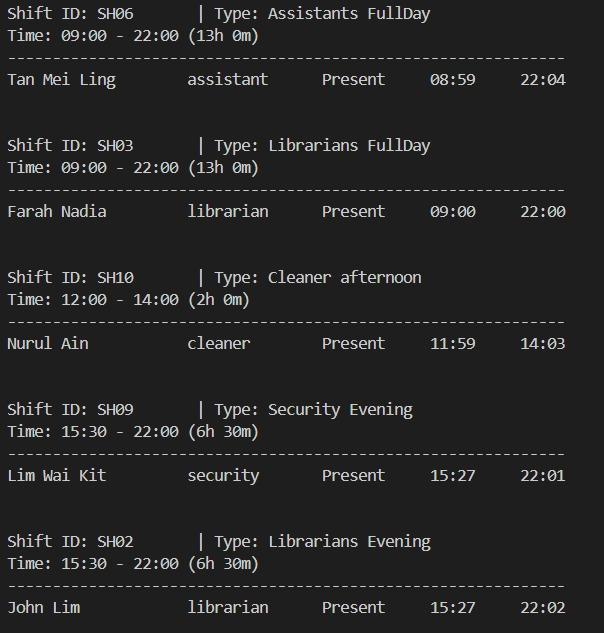 Shift ID: SH06       | Type: Assistants FullDay
Time: 09:00 - 22:00 (13h 0m)
--------------------------------------------------------------
Tan Mei Ling        assistant      Present     08:59     22:04
Shift ID: SH03       | Type: Librarians FullDay
Time: 09:00 - 22:00 (13h 0m)
--------------------------------------------------------------
Farah Nadia         librarian      Present     09:00     22:00
Shift ID: SH10       | Type: Cleaner afternoon
Time: 12:00 - 14:00 (2h 0m)
--------------------------------------------------------------
Nurul Ain           cleaner        Present     11:59     14:03
Shift ID: SH09       | Type: Security Evening
Time: 15:30 - 22:00 (6h 30m)
--------------------------------------------------------------
Lim Wai Kit         security       Present     15:27     22:01
Shift ID: SH02       | Type: Librarians Evening
Time: 15:30 - 22:00 (6h 30m)
--------------------------------------------------------------
John Lim            librarian      Present     15:27     22:02